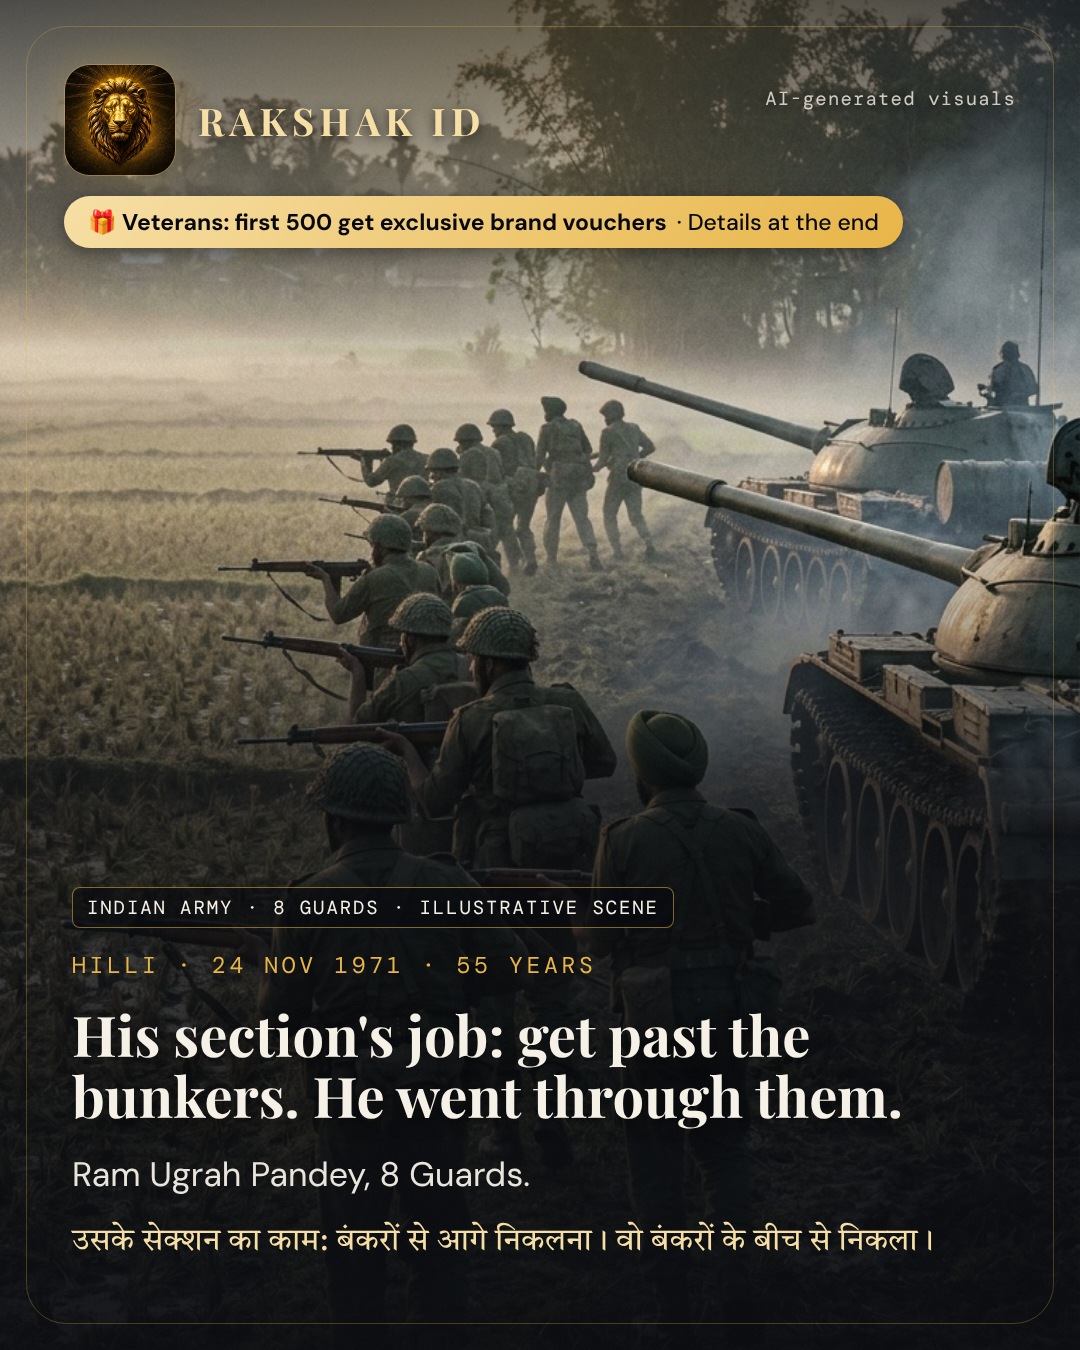 RAKSHAK ID
AI-generated visuals
🎁 Veterans: first 500 get exclusive brand vouchers · Details at the end
INDIAN ARMY · 8 GUARDS · ILLUSTRATIVE SCENE
HILLI · 24 NOV 1971 · 55 YEARS
His section's job: get past the
bunkers. He went through them.
Ram Ugrah Pandey, 8 Guards.
उसके सेक्शन का काम: बंकरों से आगे निकलना। वो बंकरों के बीच से निकला।